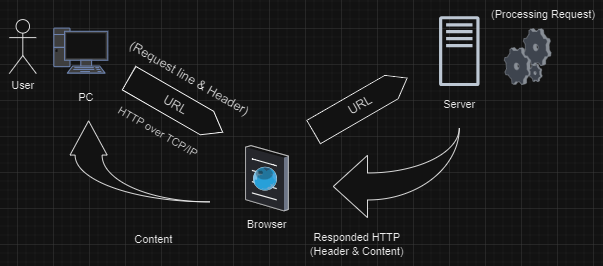 (Processing Request)
(Request line & Header)
User
PC
URL
URL
Server
HTTP over TCP/IP
Browser
Content
Responded HTTP
(Header & Content)